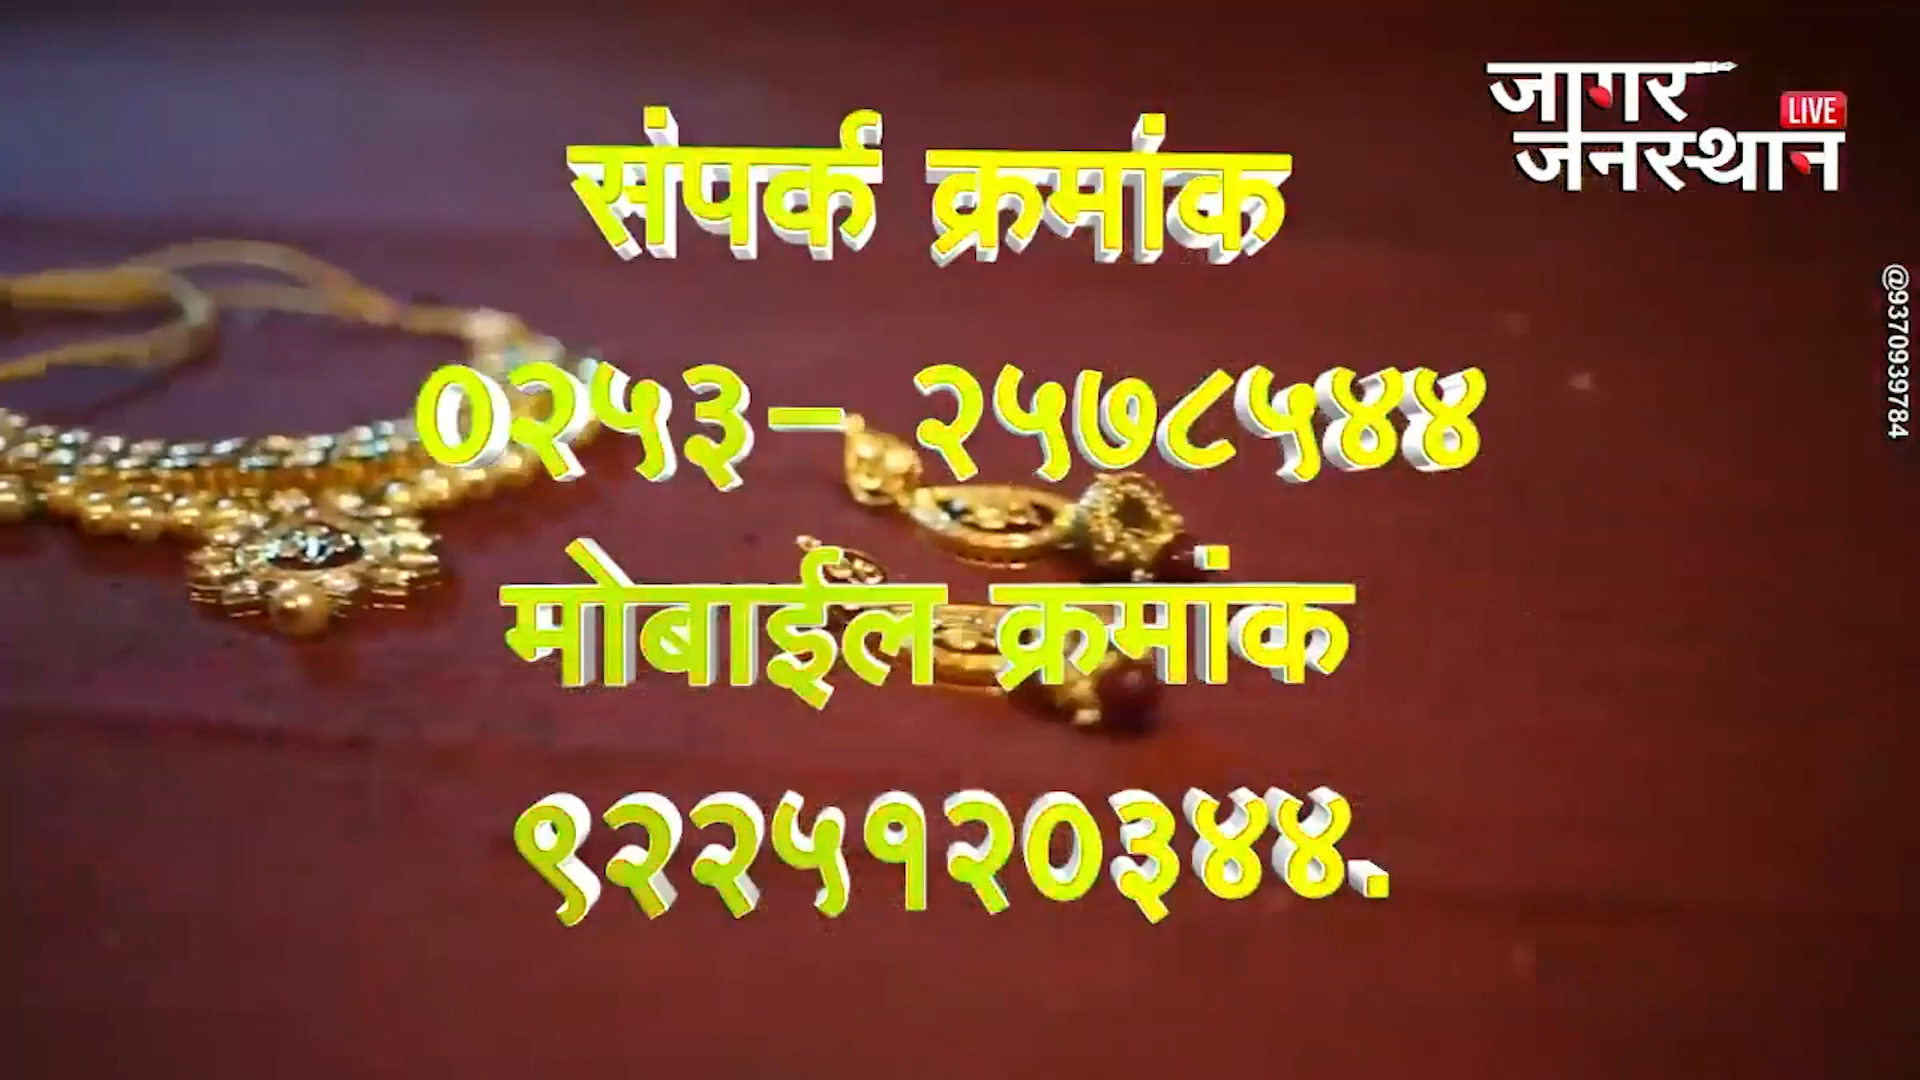 जागर
जनस्थान
LIVE
@9370939784
संपर्क क्रमांक
०२५३- २५७८५४४
मोबाईल क्रमांक
९२२५१२०३४४.